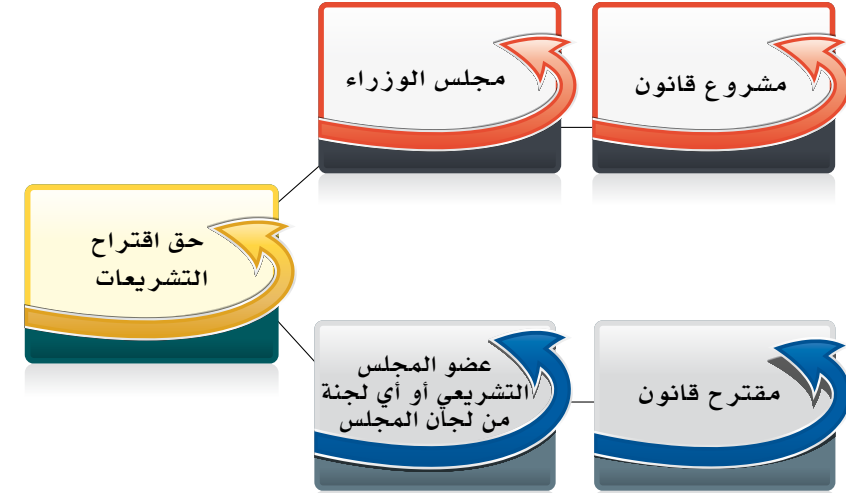 حق اقتراح
التشريعات
مجلس الوزراء
مشروع قانون
عضو المجلس
التشريعي أو أي لجنة
من لجان المجلس
مقترح قانون